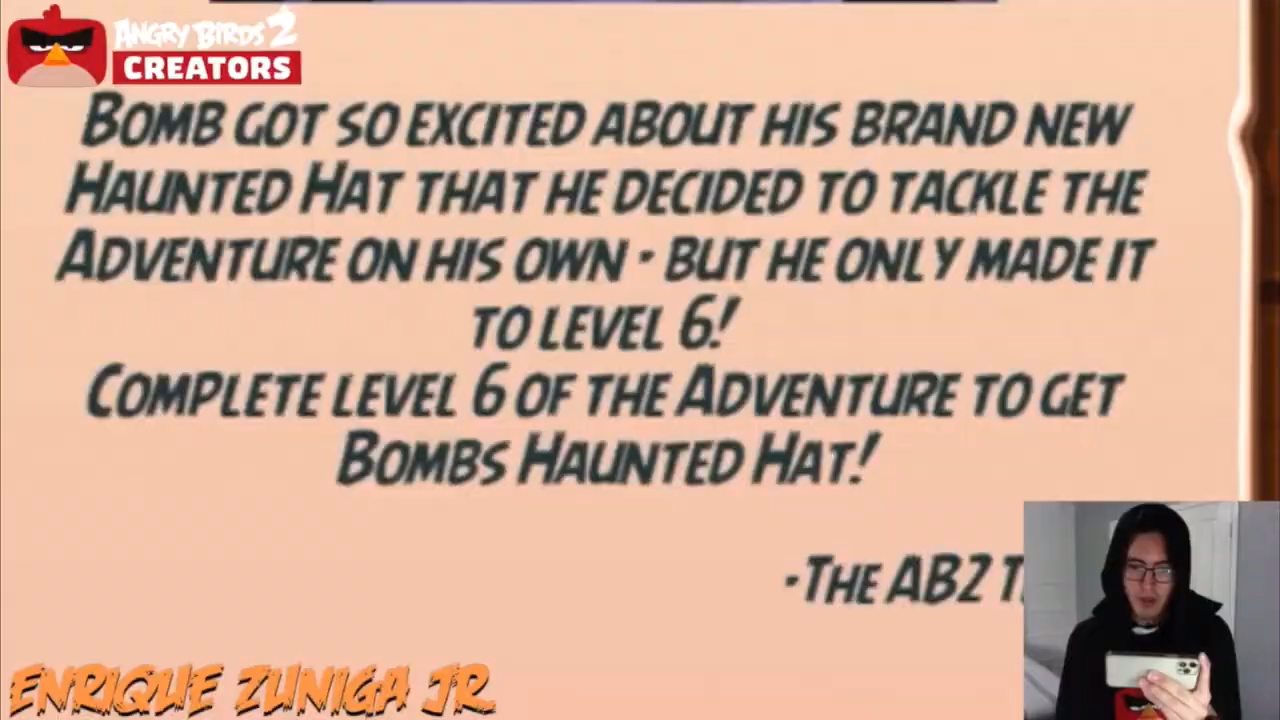 ANGRY BIRDS 2
CREATORS
BOMB GOT SO EXCITED ABOUT HIS BRAND NEW
HAUNTED HAT THAT HE DECIDED TO TACKLE THE
ADVENTURE ON HIS OWN - BUT HE ONLY MADE IT
TO LEVEL 6!
COMPLETE LEVEL 6 OF THE ADVENTURE TO GET
BOMBS HAUNTED HAT!
-THE AB2
ENRIQUE ZUNIGA JR